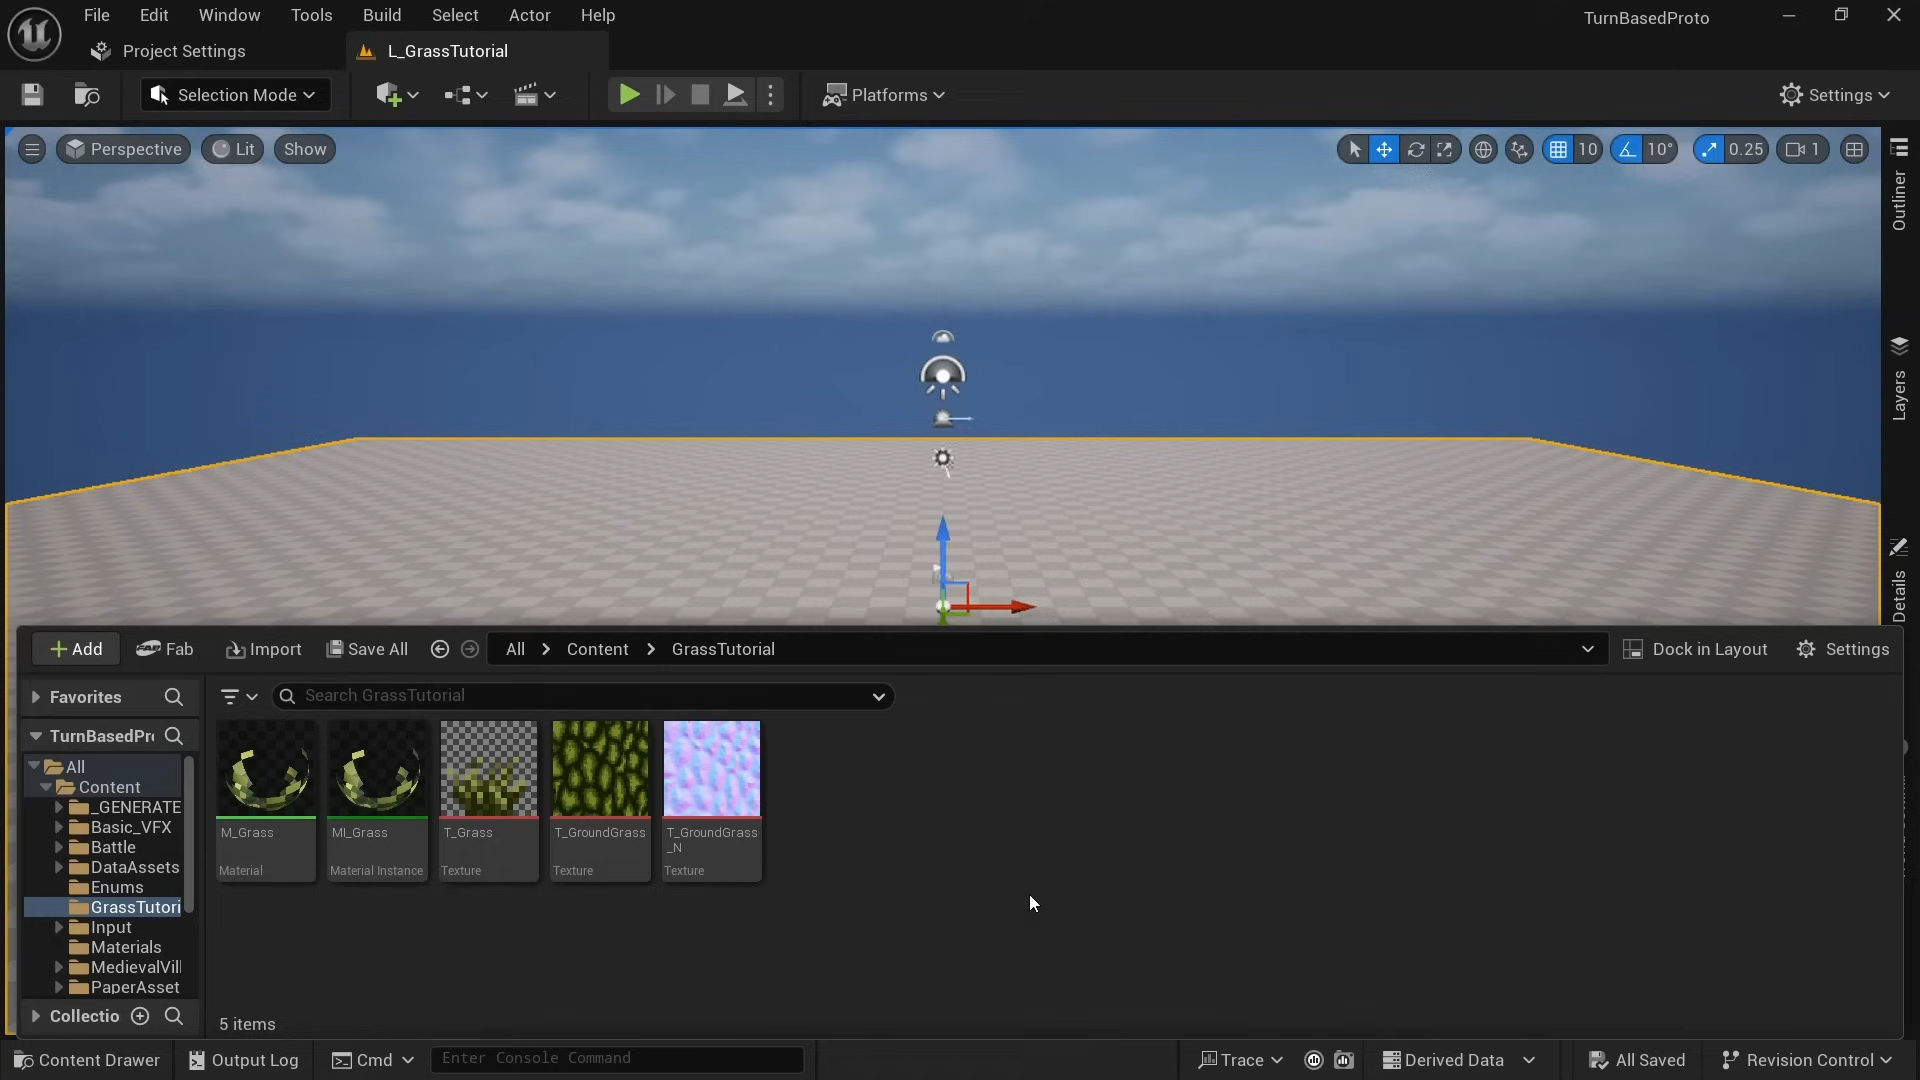 File Edit Window Tools Build Select Actor Help
TurnBasedProto
Project Settings
L_GrassTutorial
Selection Mode
Platforms
Settings
Perspective
Lit
Show
10
10°
0.25
1
Outliner
Layers
Details
Add
Fab
Import
Save All
All
Content
GrassTutorial
Dock in Layout
Settings
Favorites
Search GrassTutorial
TurnBasedPr
All
Content
_GENERATE
Basic_VFX
Battle
DataAssets
Enums
GrassTutori
Input
Materials
MedievalVil
PaperAsset
Collectio
M_Grass
Material
MI_Grass
Material Instance
T_Grass
Texture
T_GroundGrass
Texture
T_GroundGrass
_N
Texture
5 items
Content Drawer
Output Log
Cmd
Enter Console Command
Trace
Derived Data
All Saved
Revision Control